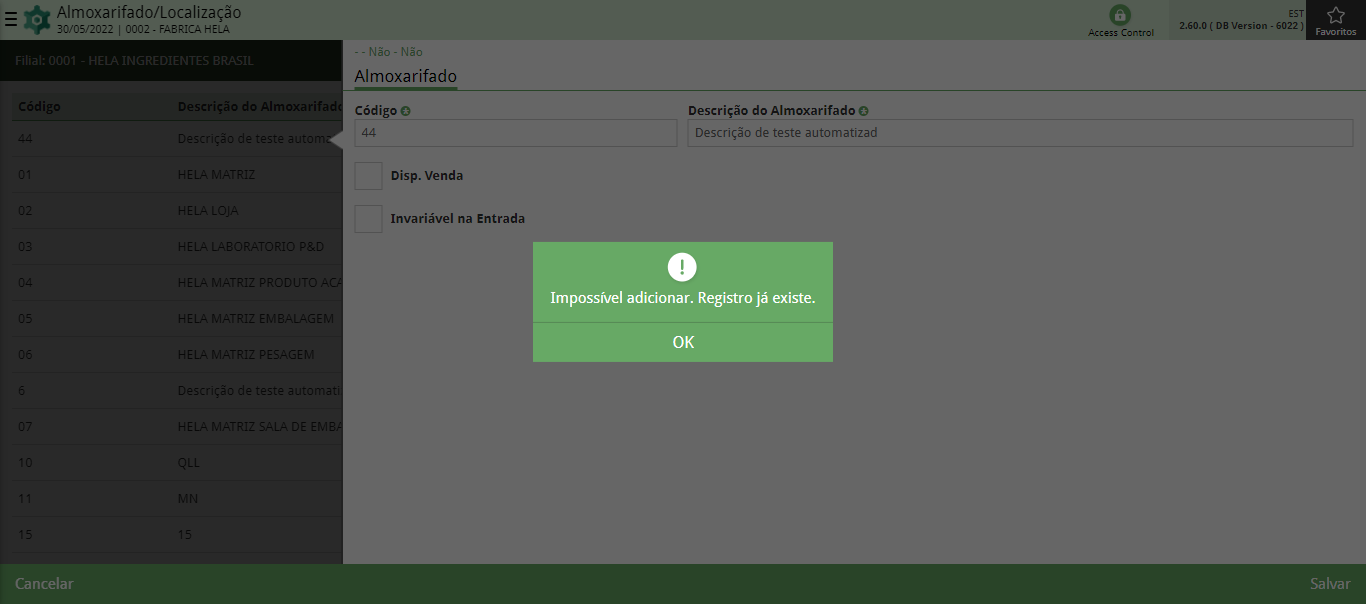 Almoxarifado/Localização
30/05/2022 | 0002 - FABRICA HELA
Access Control
EST
2.60.0 ( DB Version - 6022 )
Favoritos
Filial: 0001 - HELA INGREDIENTES BRASIL
Código Descrição do Almoxarifado
44 Descrição de teste automa
01 HELA MATRIZ
02 HELA LOJA
03 HELA LABORATORIO P&D
04 HELA MATRIZ PRODUTO ACA
05 HELA MATRIZ EMBALAGEM
06 HELA MATRIZ PESAGEM
6 Descrição de teste automati
07 HELA MATRIZ SALA DE EMBA
10 QLL
11 MN
15 15
- - Não - Não
Almoxarifado
Código Descrição do Almoxarifado
44 Descrição de teste automatizad
Disp. Venda
Invariável na Entrada
Impossível adicionar. Registro já existe.
OK
Cancelar Salvar